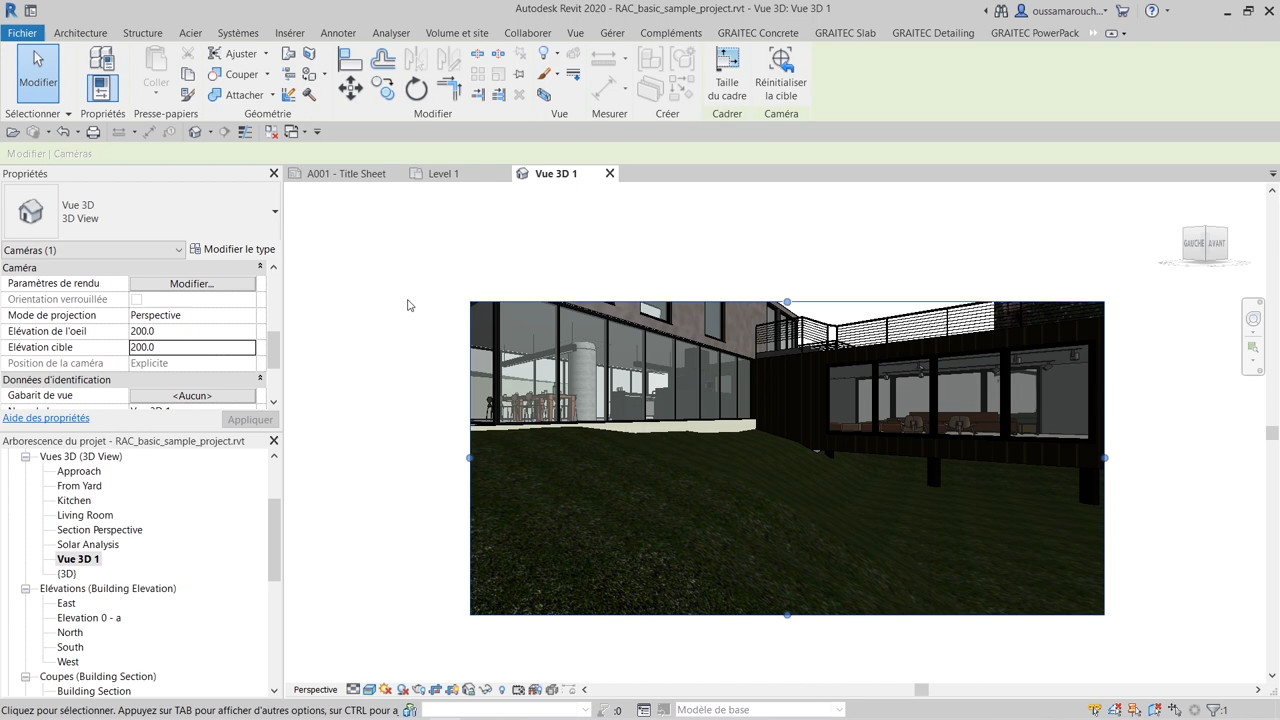 Autodesk Revit 2020 - RAC_basic_sample_project.rvt - Vue 3D: Vue 3D 1
oussamarouch...
Fichier Architecture Structure Acier Systèmes Insérer Annoter Analyser Volume et site Collaborer Vue Gérer Compléments GRAITEC Concrete GRAITEC Slab GRAITEC Detailing GRAITEC PowerPack
Modifier
Coller
Ajuster
Couper
Attacher
Taille du cadre
Réinitialiser la cible
Sélectionner Propriétés Presse-papiers Géométrie Modifier Vue Mesurer Créer Cadrer Caméra
Modifier | Caméras
Propriétés
A001 - Title Sheet Level 1 Vue 3D 1
Vue 3D
3D View
Caméras (1) Modifier le type
Caméra
Paramètres de rendu Modifier...
Orientation verrouillée
Mode de projection Perspective
Elévation de l'oeil 200.0
Elévation cible 200.0
Position de la caméra Explicite
Données d'identification
Gabarit de vue <Aucun>
Aide des propriétés Appliquer
GAUCHE AVANT
Arborescence du projet - RAC_basic_sample_project.rvt
Vues 3D (3D View)
Approach
From Yard
Kitchen
Living Room
Section Perspective
Solar Analysis
Vue 3D 1
{3D}
Elévations (Building Elevation)
East
Elevation 0 - a
North
South
West
Coupes (Building Section)
Building Section
Perspective
Cliquez pour sélectionner. Appuyez sur TAB pour afficher d'autres options, sur CTRL pour a
:0
Modèle de base
:1